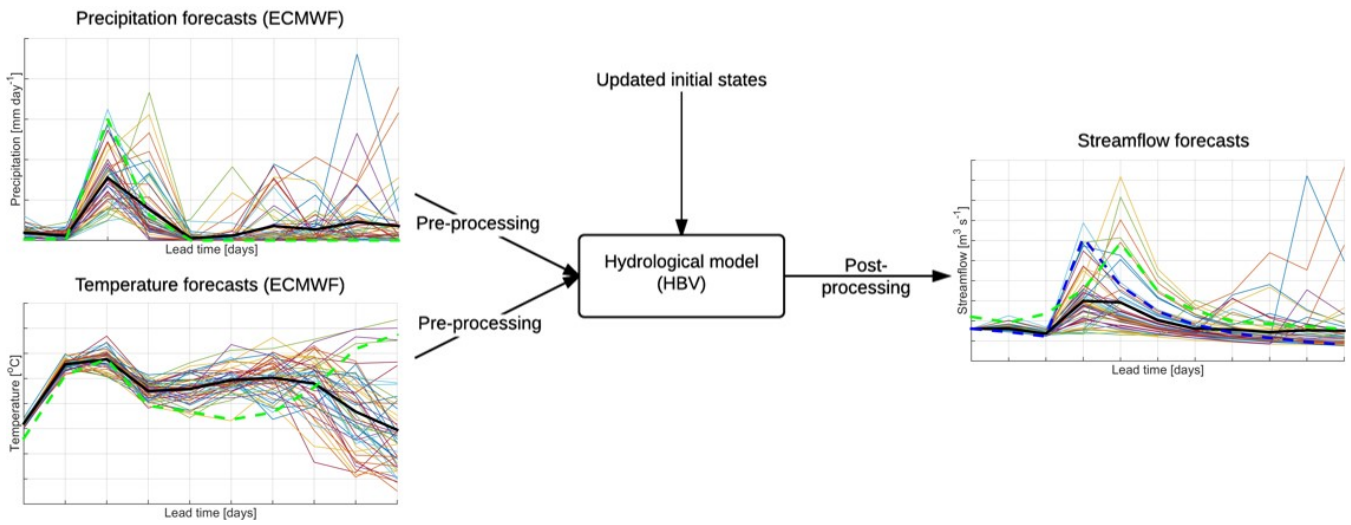 Precipitation forecasts (ECMWF)
Precipitation [mm day⁻¹]
Lead time [days]
Temperature forecasts (ECMWF)
Temperature [⁰C]
Lead time [days]
Pre-processing
Pre-processing
Updated initial states
Hydrological model
(HBV)
Post-
processing
Streamflow forecasts
Streamflow [m³ s⁻¹]
Lead time [days]